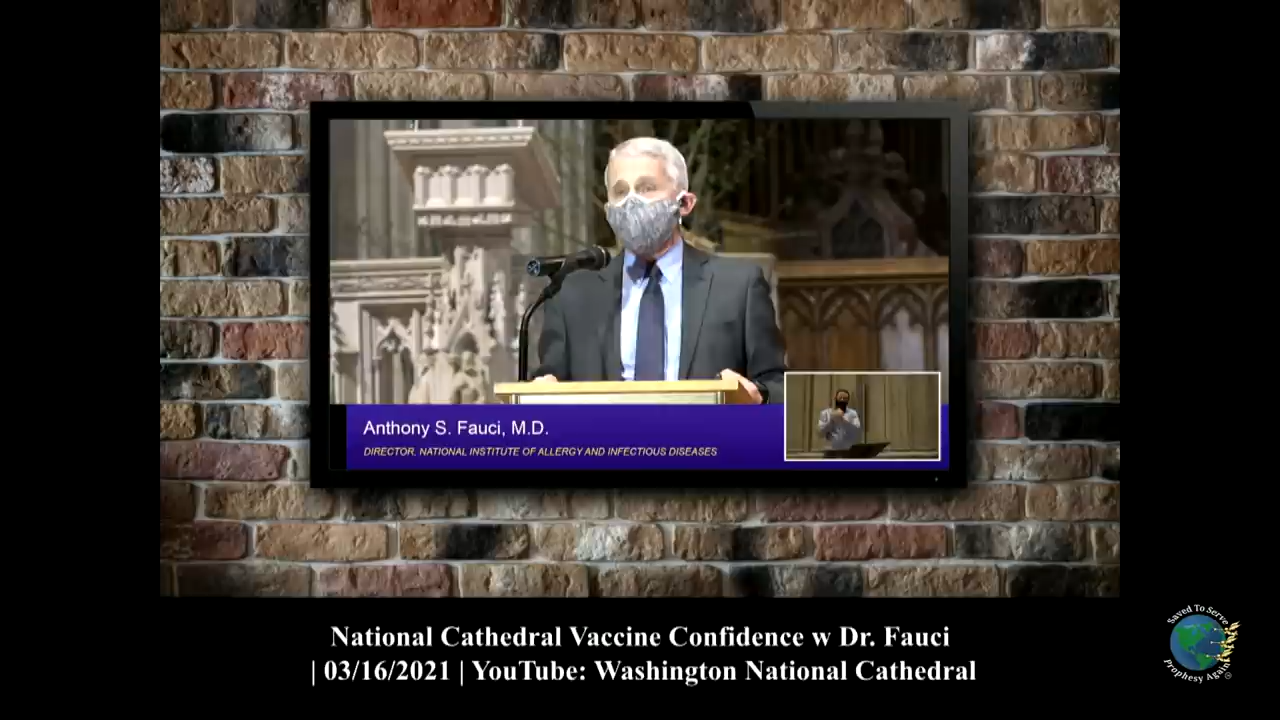 Anthony S. Fauci, M.D.
DIRECTOR, NATIONAL INSTITUTE OF ALLERGY AND INFECTIOUS DISEASES
National Cathedral Vaccine Confidence w Dr. Fauci
| 03/16/2021 | YouTube: Washington National Cathedral
Saved To Serve
Prophesy Again